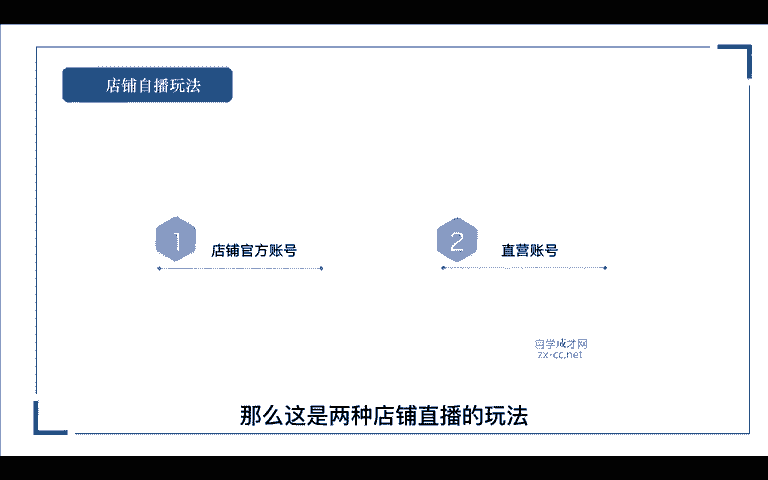 店铺自播玩法
1 店铺官方账号
2 直营账号
自学成才网
zx-cc.net
那么这是两种店铺直播的玩法